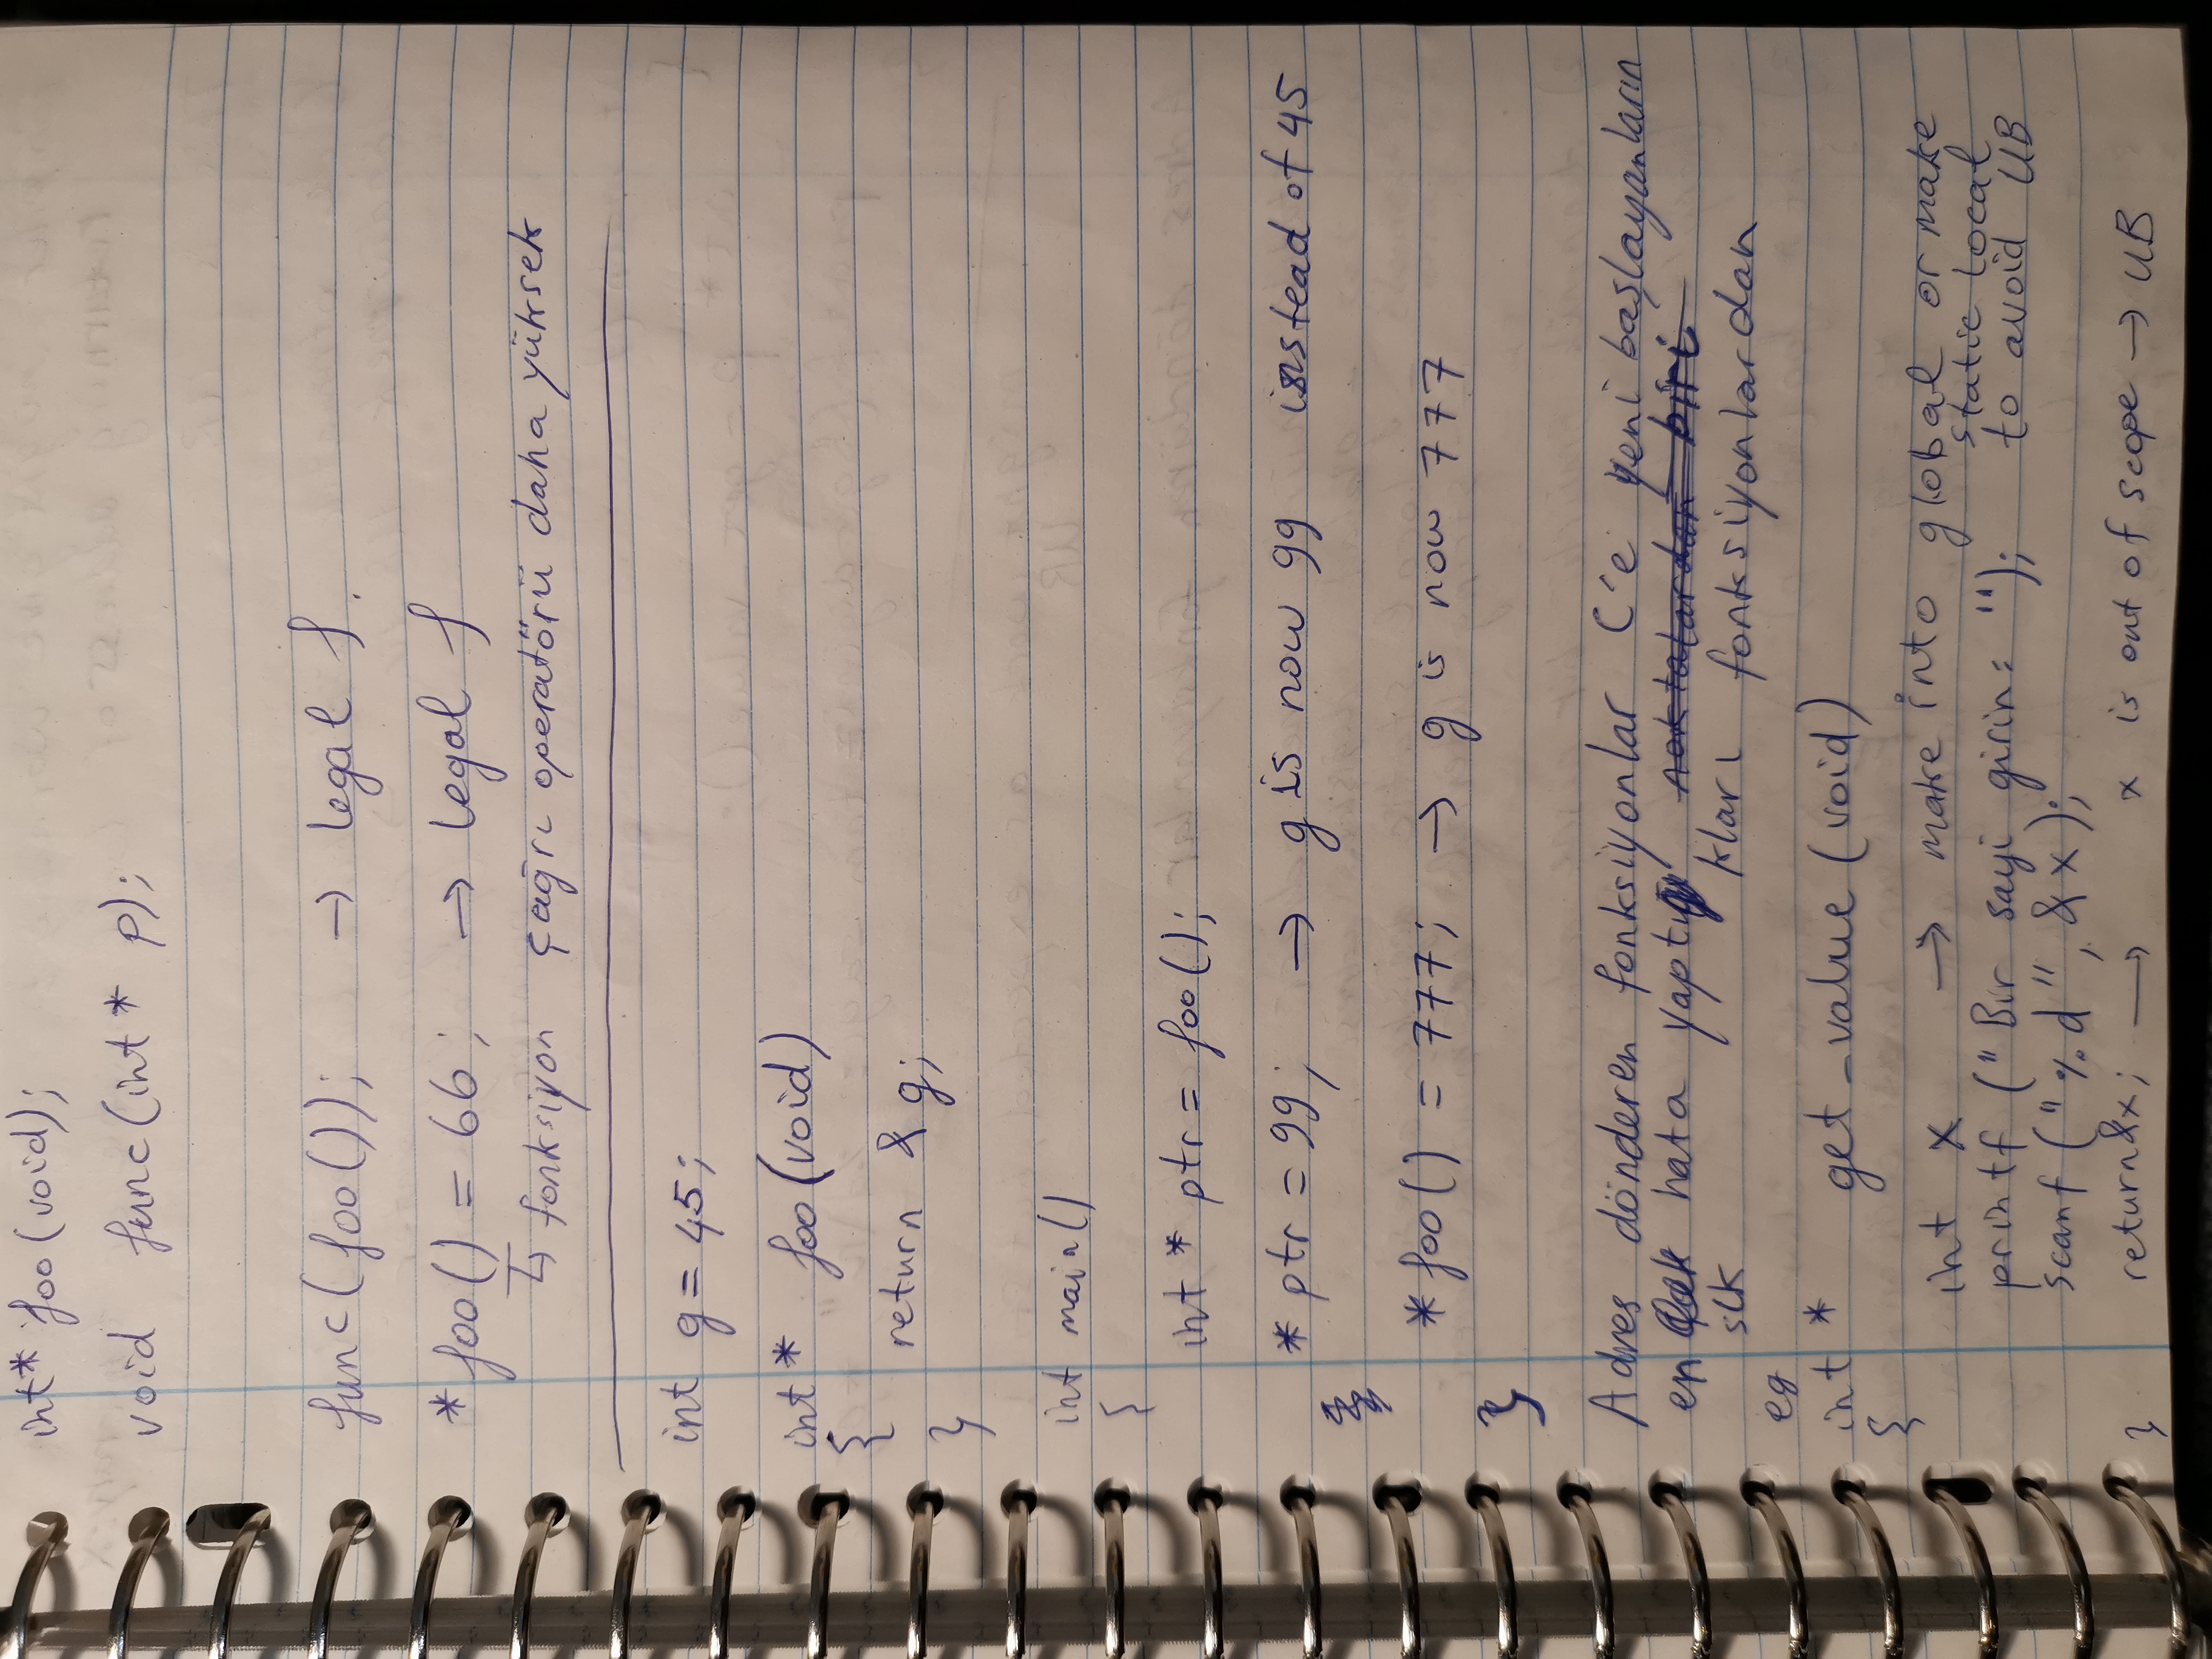 int* foo(void);
void func(int* p);
func(foo()); → legal f.
*foo() = 66; → legal f
↳ fonksiyon çağrı operatörü daha yüksek
int g = 45;
int* foo(void)
{
return &g;
}
int main()
{
int * ptr = foo();
* ptr = 99; → g is now 99 instead of 45
*foo() = 777; → g is now 777
}
Adres dönderen fonksiyonlar C'e yeni başlayanların
en hata yaptı noktalardan biri
sık kları fonksiyonlardan
eg
int * get_value(void)
{
int x → make into global or make
static local
printf ("Bir sayi girin: "); to avoid UB
scanf ("%d", &x);
return &x; → x is out of scope → UB
}